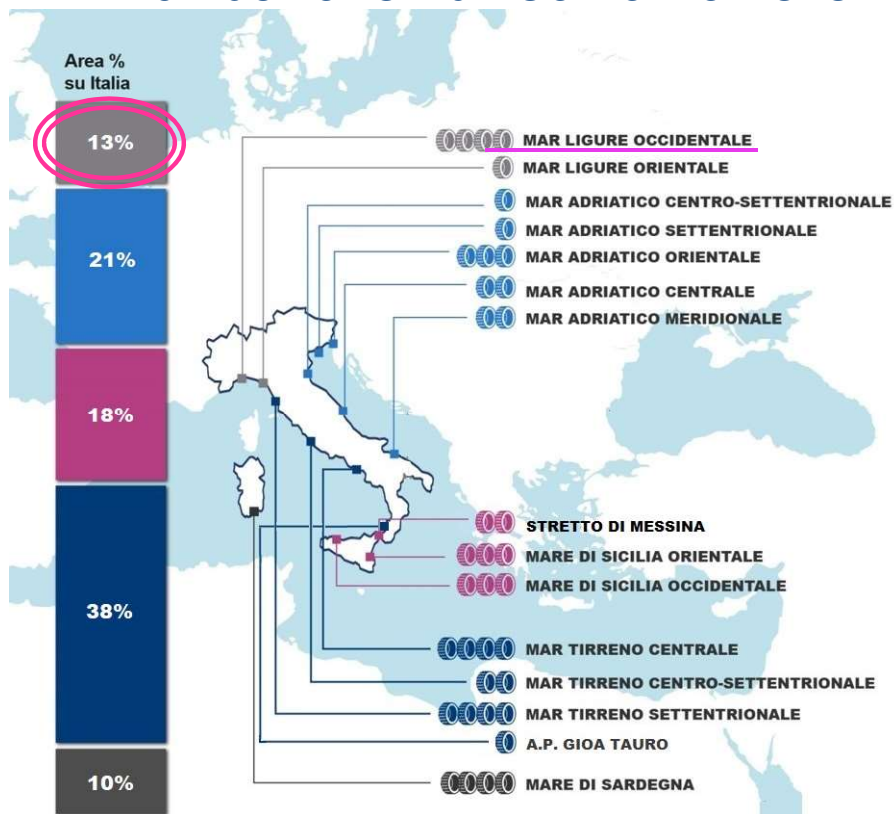 Area %
su Italia
13%
MAR LIGURE OCCIDENTALE
MAR LIGURE ORIENTALE
21%
MAR ADRIATICO CENTRO-SETTENTRIONALE
MAR ADRIATICO SETTENTRIONALE
MAR ADRIATICO ORIENTALE
MAR ADRIATICO CENTRALE
MAR ADRIATICO MERIDIONALE
18%
STRETTO DI MESSINA
MARE DI SICILIA ORIENTALE
MARE DI SICILIA OCCIDENTALE
38%
MAR TIRRENO CENTRALE
MAR TIRRENO CENTRO-SETTENTRIONALE
MAR TIRRENO SETTENTRIONALE
A.P. GIOA TAURO
10%
MARE DI SARDEGNA